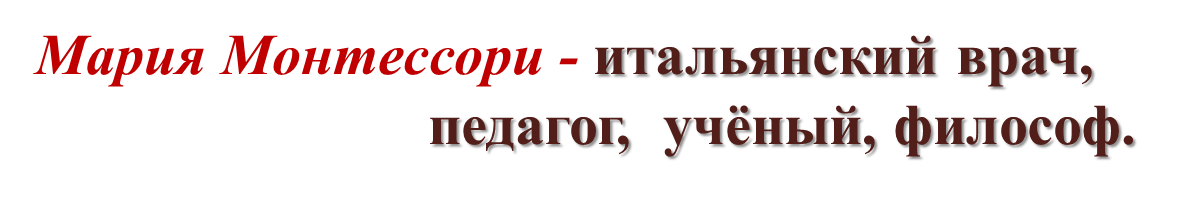 Мария Монтессори - итальянский врач,
педагог, учёный, философ.